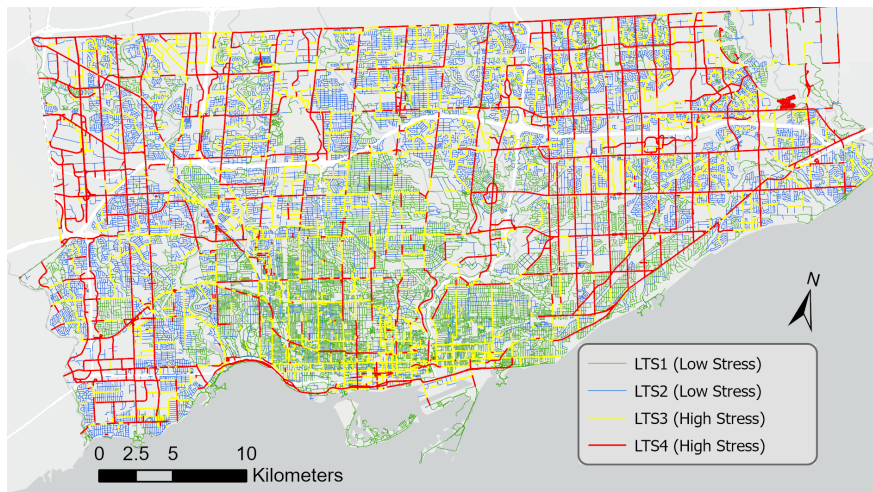 N
LTS1 (Low Stress)
LTS2 (Low Stress)
LTS3 (High Stress)
LTS4 (High Stress)
0 2.5 5 10
Kilometers